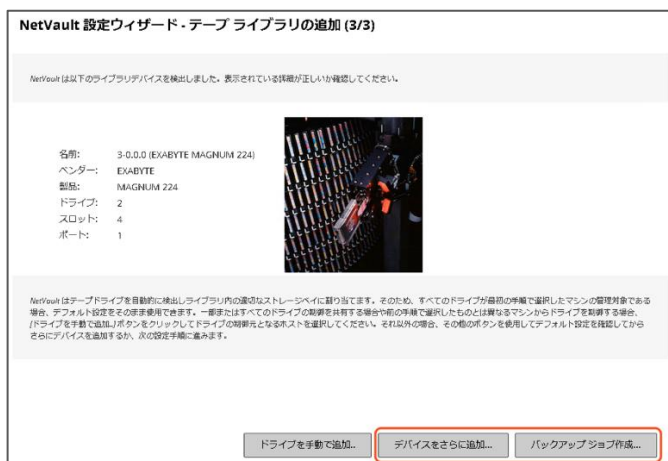 NetVault 設定ウィザード - テープ ライブラリの追加 (3/3)
NetVault は以下のライブラリデバイスを検出しました。表示されている詳細が正しいか確認してください。
名前: 3-0.0.0 (EXABYTE MAGNUM 224)
ベンダー: EXABYTE
製品: MAGNUM 224
ドライブ: 2
スロット: 4
ポート: 1
NetVault はテープドライブを自動的に検出しライブラリ内の適切なストレージベイに割り当てます。そのため、すべてのドライブが最初の手順で選択したマシンの管理対象である
場合、デフォルト設定をそのまま使用できます。一部またはすべてのドライブの制御を共有する場合や前の手順で選択したものとは異なるマシンからドライブを制御する場合、
[ドライブを手動で追加..]ボタンをクリックしてドライブの制御元となるホストを選択してください。それ以外の場合、その他のボタンを使用してデフォルト設定を確認してから
さらにデバイスを追加するか、次の設定手順に進みます。
ドライブを手動で追加... デバイスをさらに追加... バックアップ ジョブ作成...